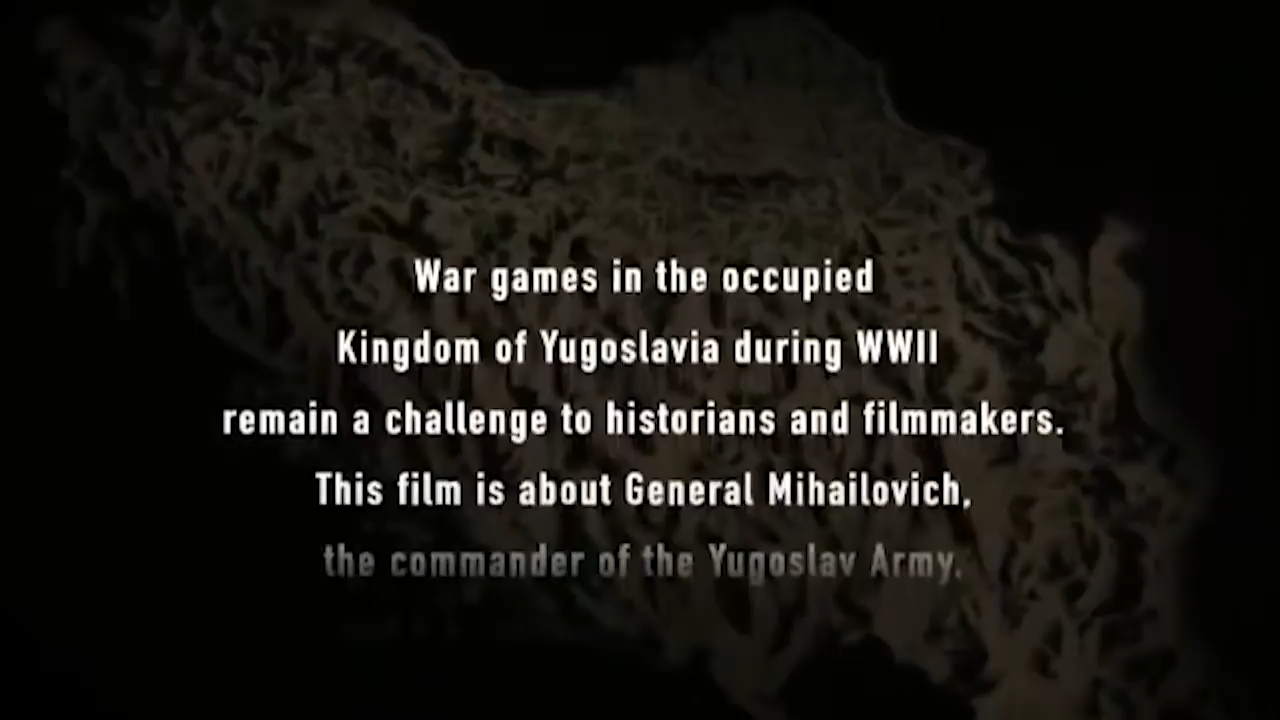 War games in the occupied
Kingdom of Yugoslavia during WWII
remain a challenge to historians and filmmakers.
This film is about General Mihailovich,
the commander of the Yugoslav Army.